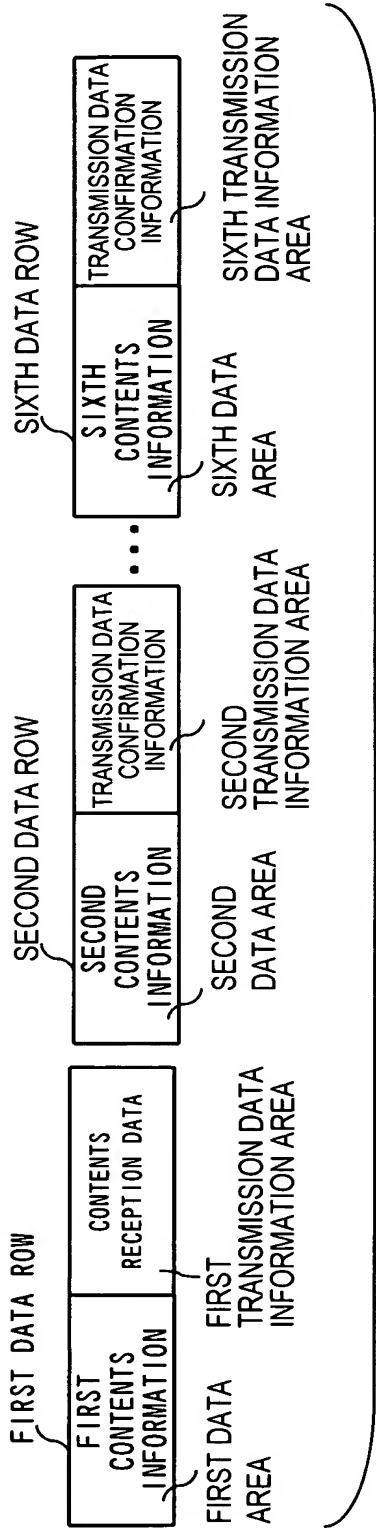 FIRST DATA ROW
FIRST
CONTENTS
INFORMATION
CONTENTS
RECEPTION DATA
FIRST DATA
AREA
FIRST
TRANSMISSION DATA
INFORMATION AREA
SECOND DATA ROW
SECOND
CONTENTS
INFORMATION
TRANSMISSION DATA
CONFIRMATION
INFORMATION
SECOND
DATA AREA
SECOND
TRANSMISSION DATA
INFORMATION AREA
...
SIXTH DATA ROW
SIXTH
CONTENTS
INFORMATION
TRANSMISSION DATA
CONFIRMATION
INFORMATION
SIXTH DATA
AREA
SIXTH TRANSMISSION
DATA INFORMATION
AREA